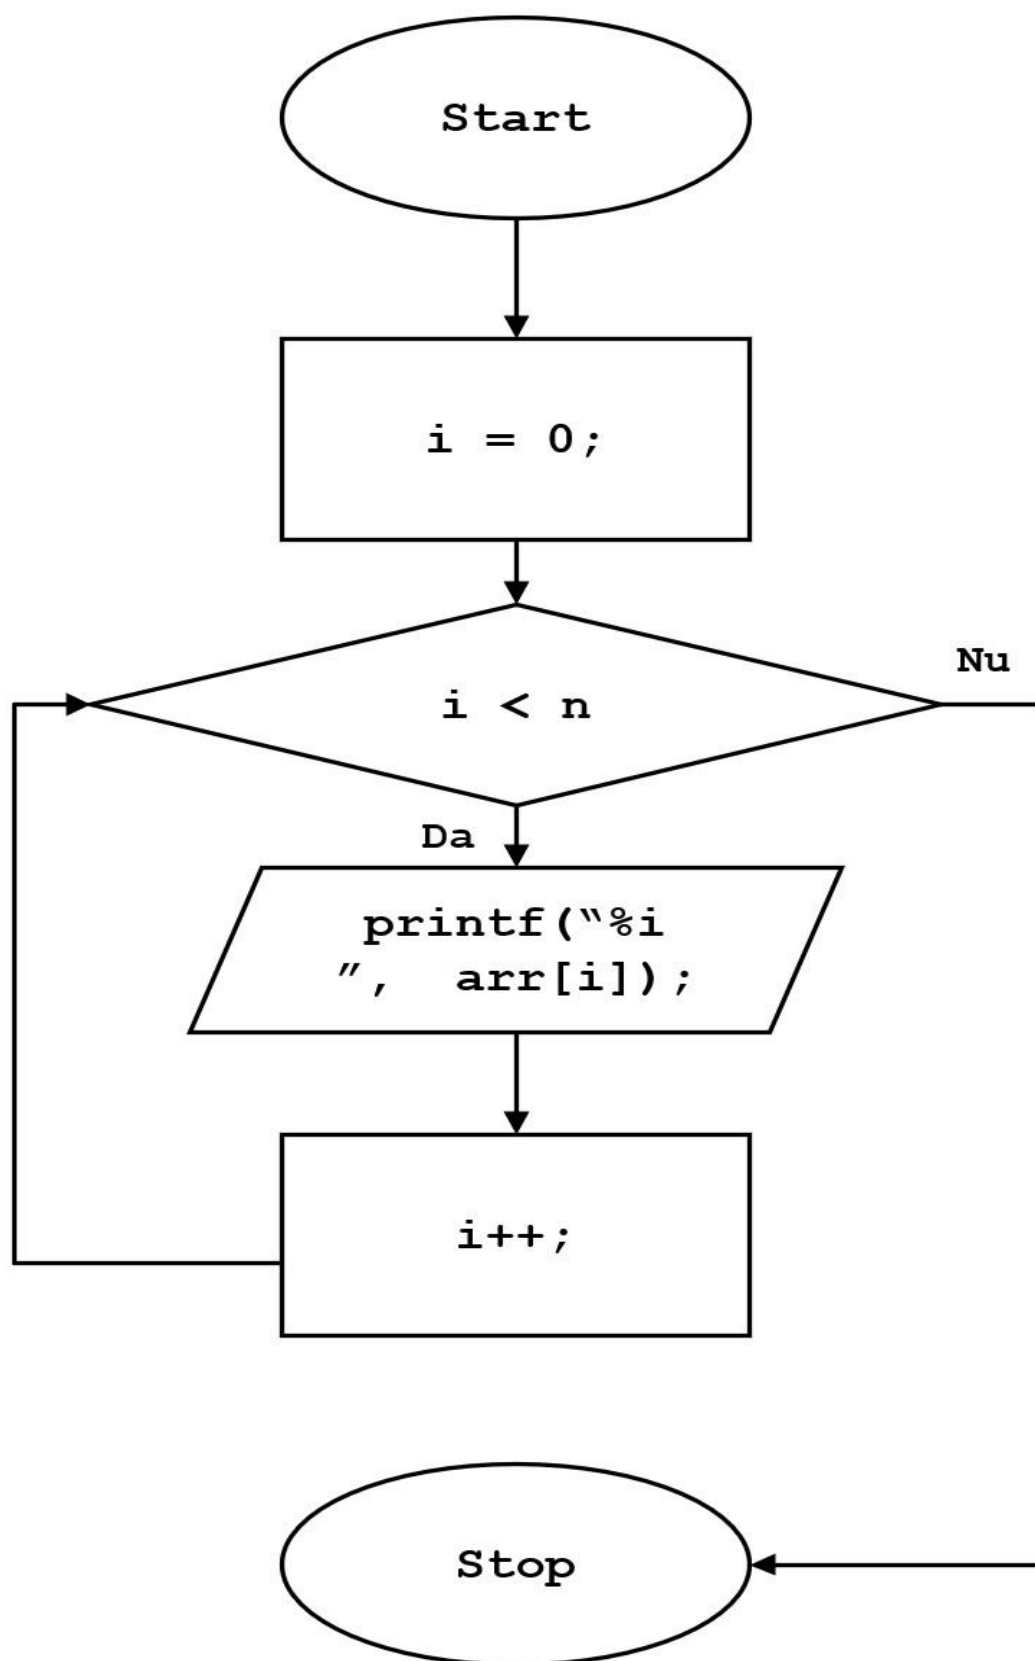 Start
i = 0;
Nu
i < n
Da
printf(“%i
”, arr[i]);
i++;
Stop